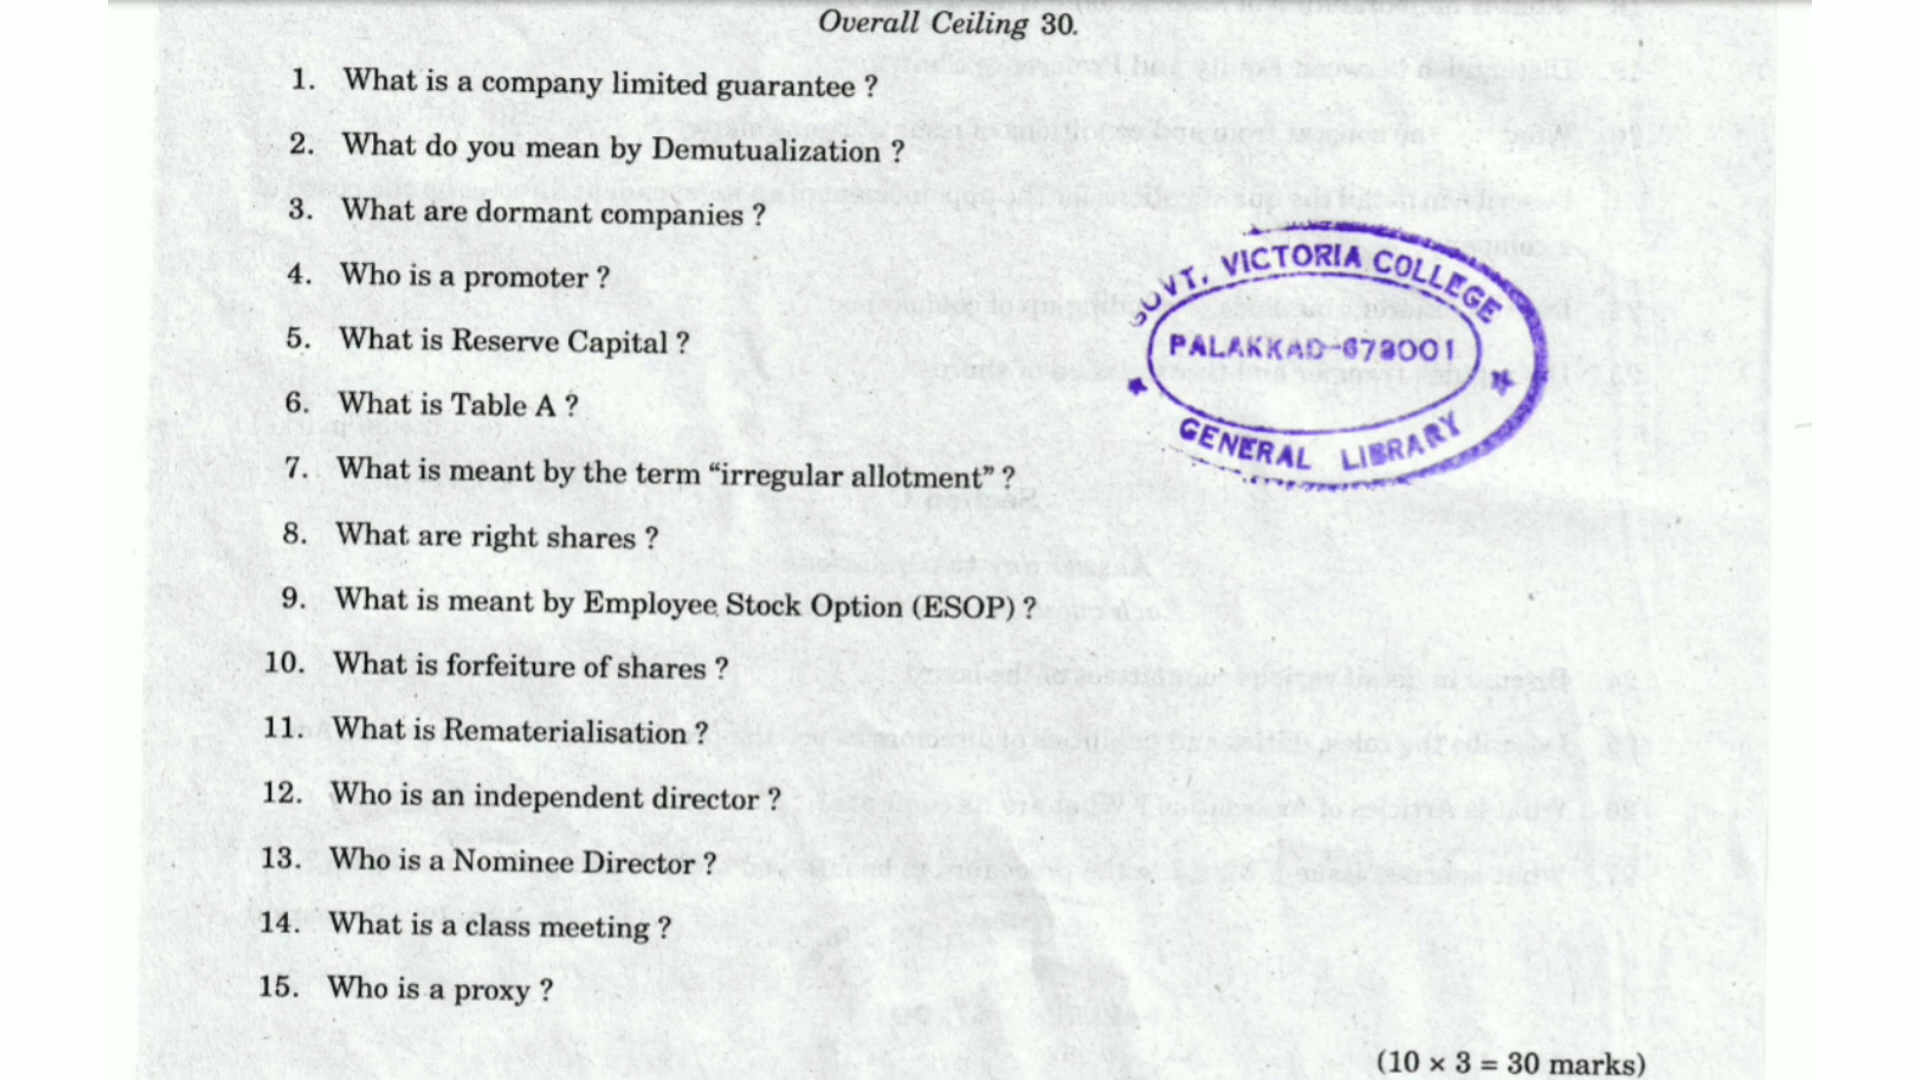 Overall Ceiling 30.
1. What is a company limited guarantee ?
2. What do you mean by Demutualization ?
3. What are dormant companies ?
4. Who is a promoter ?
5. What is Reserve Capital ?
6. What is Table A ?
7. What is meant by the term “irregular allotment” ?
8. What are right shares ?
9. What is meant by Employee Stock Option (ESOP) ?
10. What is forfeiture of shares ?
11. What is Rematerialisation ?
12. Who is an independent director ?
13. Who is a Nominee Director ?
14. What is a class meeting ?
15. Who is a proxy ?
(10 × 3 = 30 marks)
GOVT. VICTORIA COLLEGE
PALAKKAD-678001
GENERAL LIBRARY